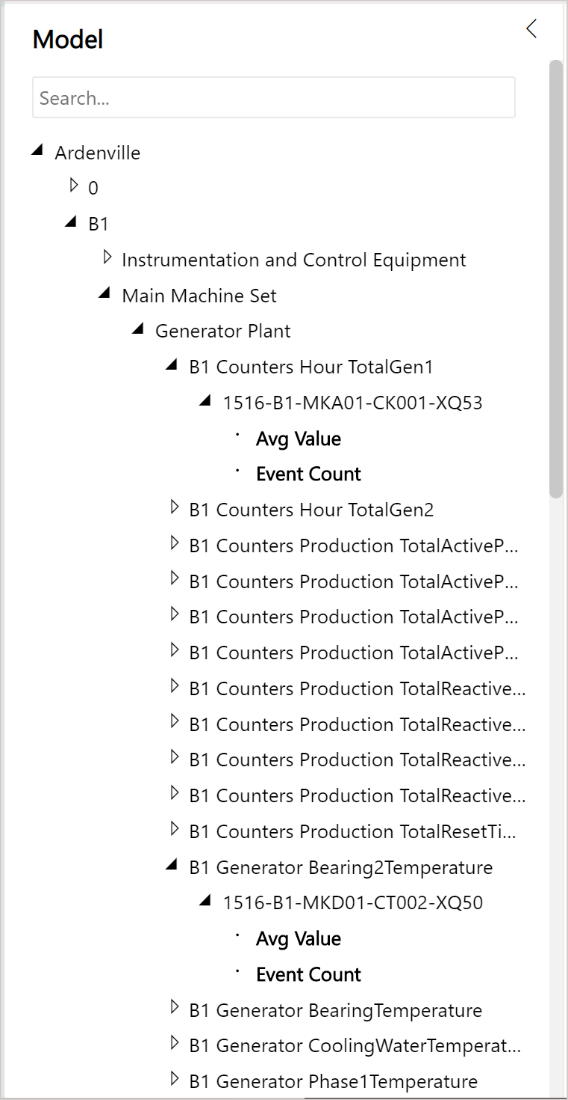 Model
Search...
Ardenville
0
B1
Instrumentation and Control Equipment
Main Machine Set
Generator Plant
B1 Counters Hour TotalGen1
1516-B1-MKA01-CK001-XQ53
Avg Value
Event Count
B1 Counters Hour TotalGen2
B1 Counters Production TotalActiveP...
B1 Counters Production TotalActiveP...
B1 Counters Production TotalActiveP...
B1 Counters Production TotalActiveP...
B1 Counters Production TotalReactive...
B1 Counters Production TotalReactive...
B1 Counters Production TotalReactive...
B1 Counters Production TotalReactive...
B1 Counters Production TotalResetTi...
B1 Generator Bearing2Temperature
1516-B1-MKD01-CT002-XQ50
Avg Value
Event Count
B1 Generator BearingTemperature
B1 Generator CoolingWaterTemperat...
B1 Generator Phase1Temperature